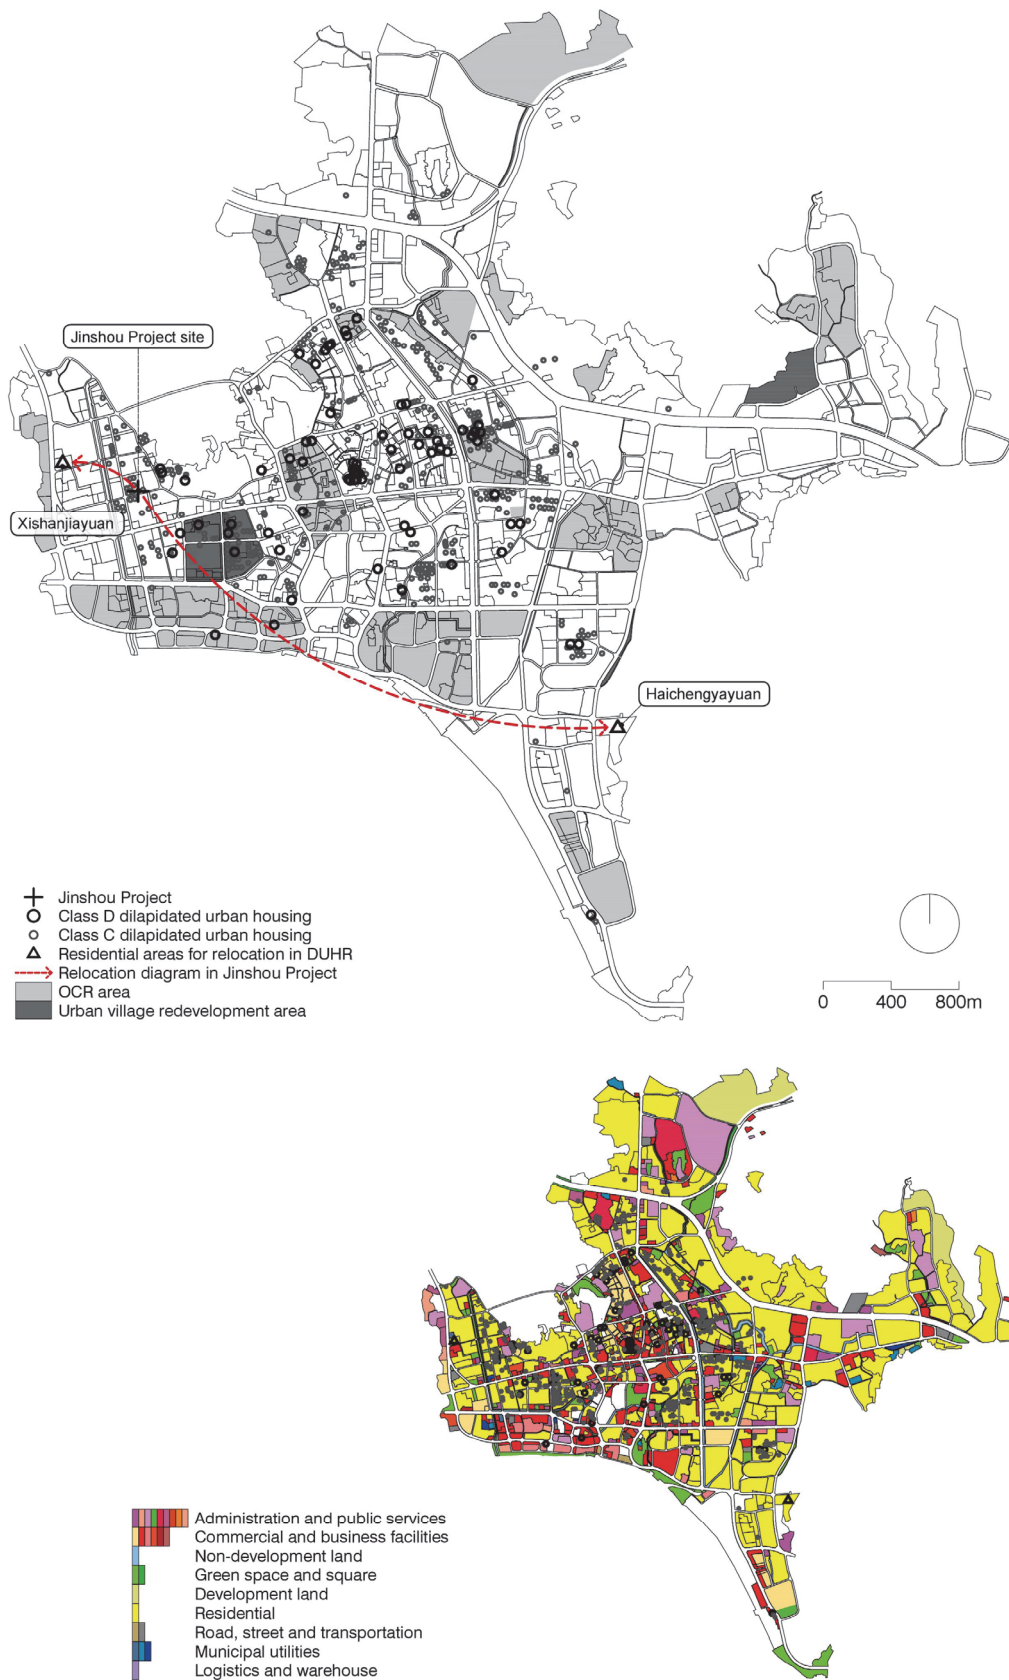 Jinshou Project site
Xishanjiayuan
Haichengyayuan
Jinshou Project
Class D dilapidated urban housing
Class C dilapidated urban housing
Residential areas for relocation in DUHR
Relocation diagram in Jinshou Project
OCR area
Urban village redevelopment area
0 400 800m
Administration and public services
Commercial and business facilities
Non-development land
Green space and square
Development land
Residential
Road, street and transportation
Municipal utilities
Logistics and warehouse